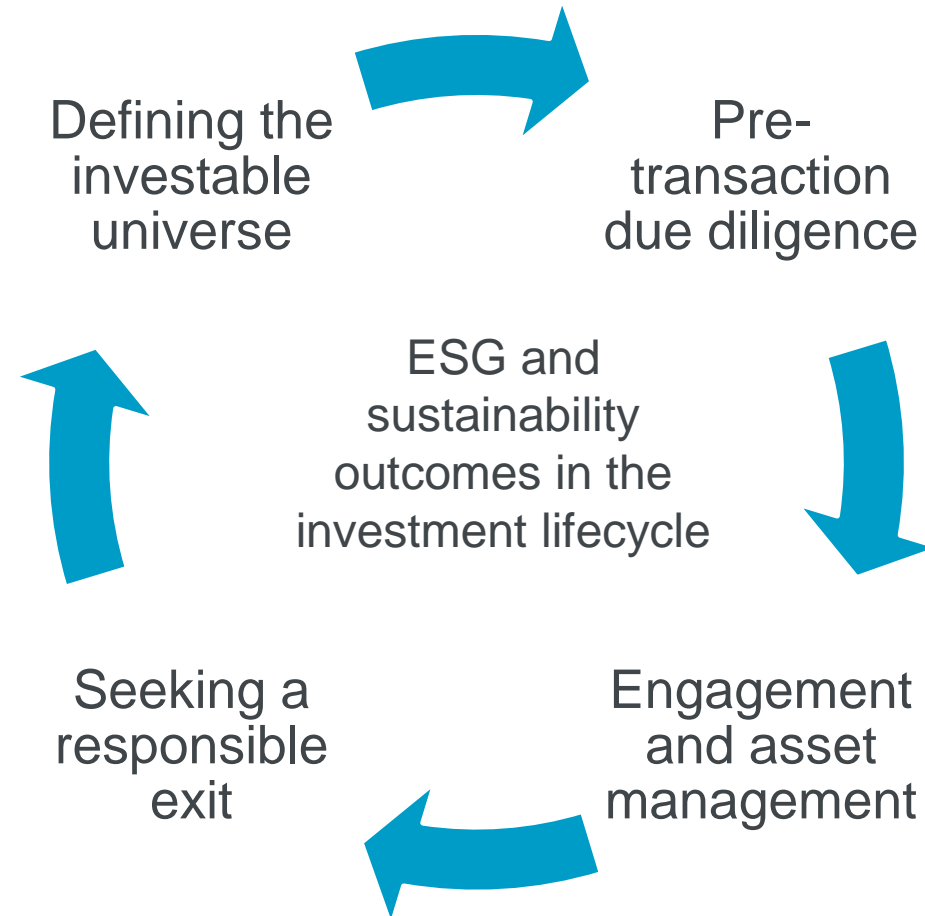 Defining the
investable
universe
Pre-
transaction
due diligence
ESG and
sustainability
outcomes in the
investment lifecycle
Seeking a
responsible
exit
Engagement
and asset
management